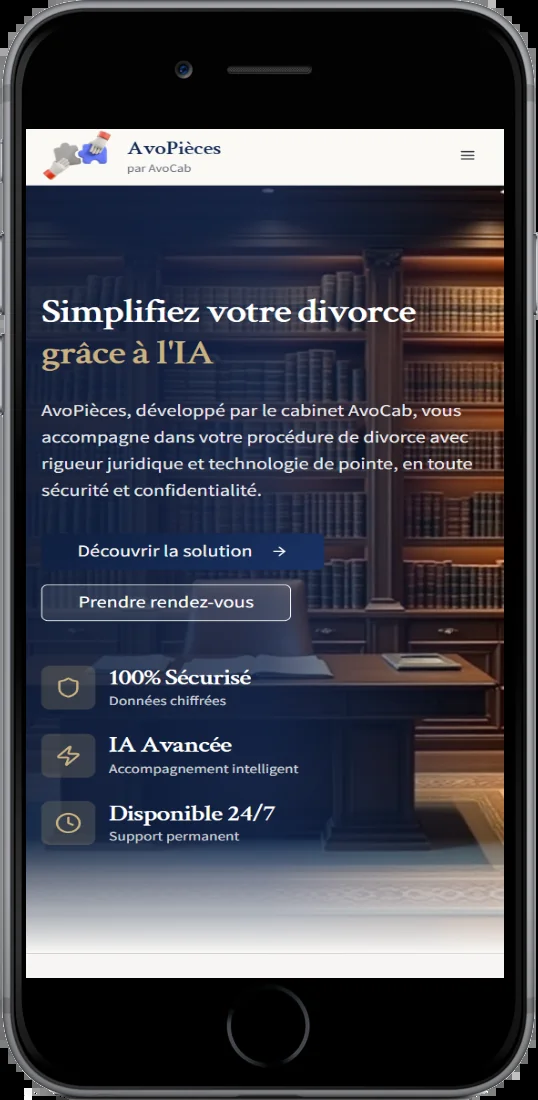 AvoPièces
par AvoCab
Simplifiez votre divorce
grâce à l'IA
AvoPièces, développé par le cabinet AvoCab, vous
accompagne dans votre procédure de divorce avec
rigueur juridique et technologie de pointe, en toute
sécurité et confidentialité.
Découvrir la solution →
Prendre rendez-vous
100% Sécurisé
Données chiffrées
IA Avancée
Accompagnement intelligent
Disponible 24/7
Support permanent